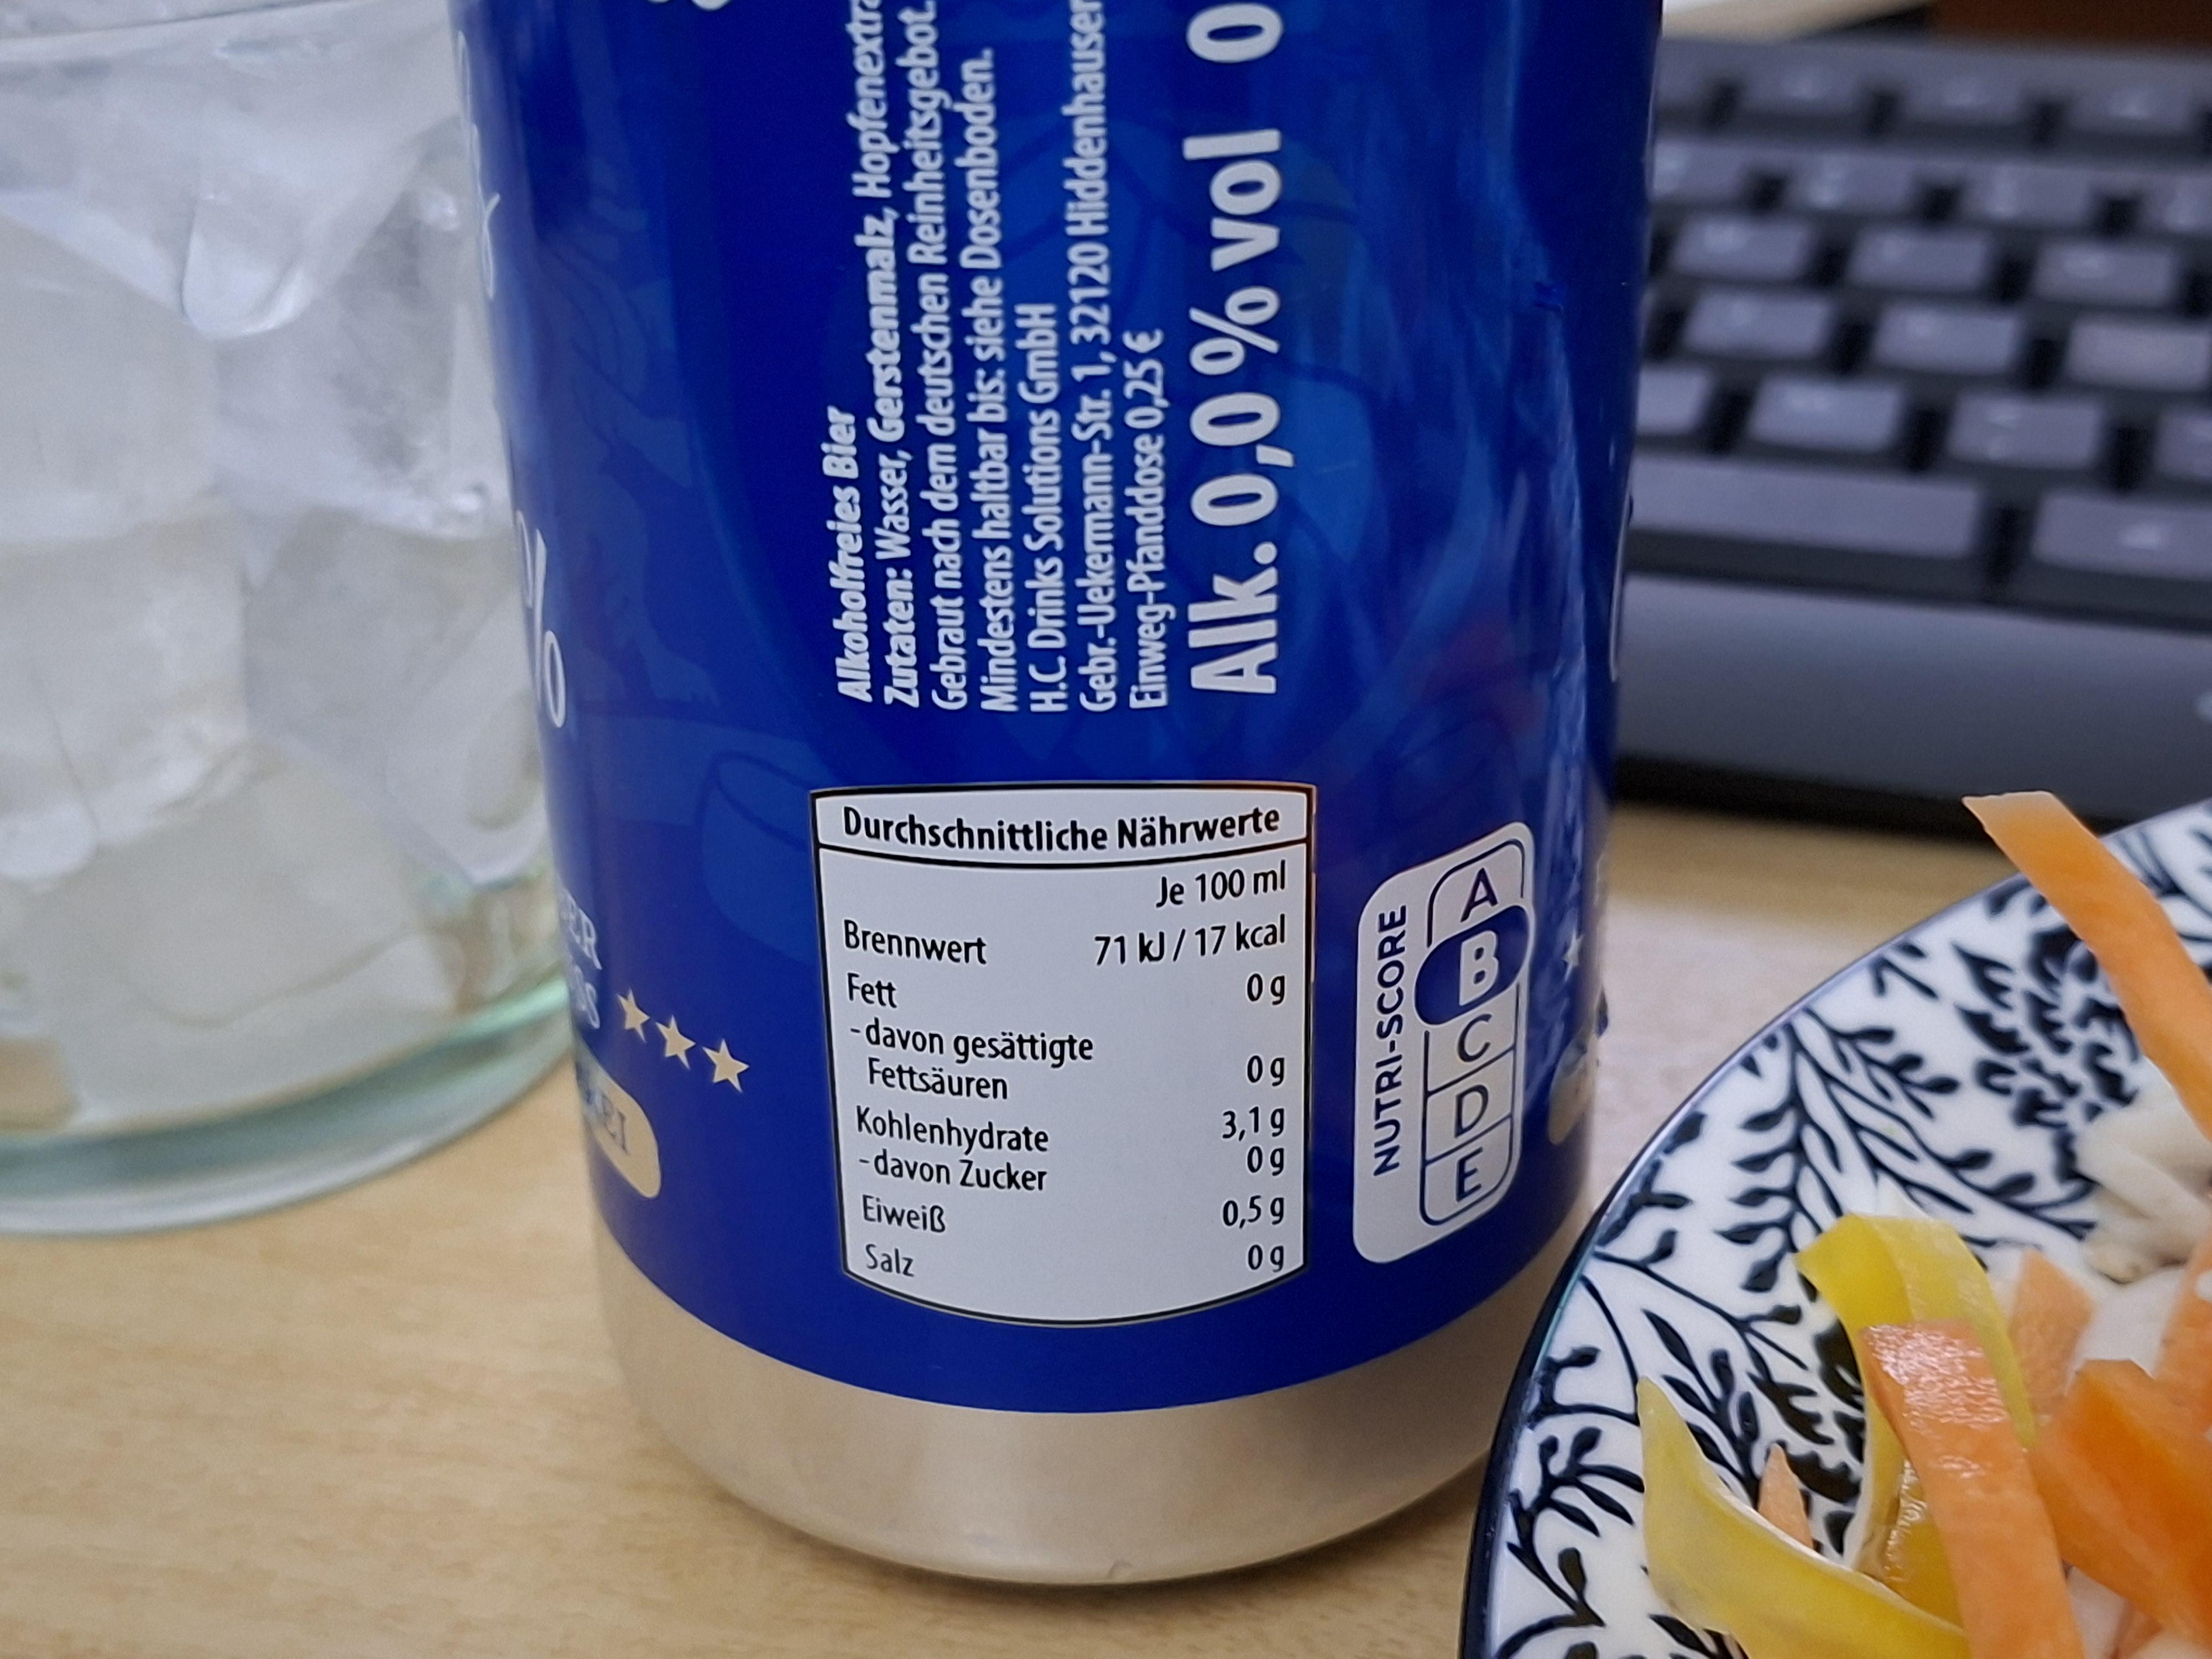 Alkoholfreies Bier
Zutaten: Wasser, Gerstenmalz,
Gebraut nach dem deutschen Reinheitsgebot.
Mindestens haltbar bis: siehe Dosenboden.
H.C. Drinks Solutions GmbH
Gebr.-Uekermann-Str. 1, 32120
Einweg-Pfanddose 0,25 €
Alk. 0,0 % vol
%
Durchschnittliche Nährwerte
Je 100 ml
Brennwert 71 kJ / 17 kcal
Fett 0 g
- davon gesättigte
Fettsäuren 0 g
Kohlenhydrate 3,1 g
- davon Zucker 0 g
Eiweiß 0,5 g
Salz 0 g
NUTRI-SCORE
A
B
C
D
E